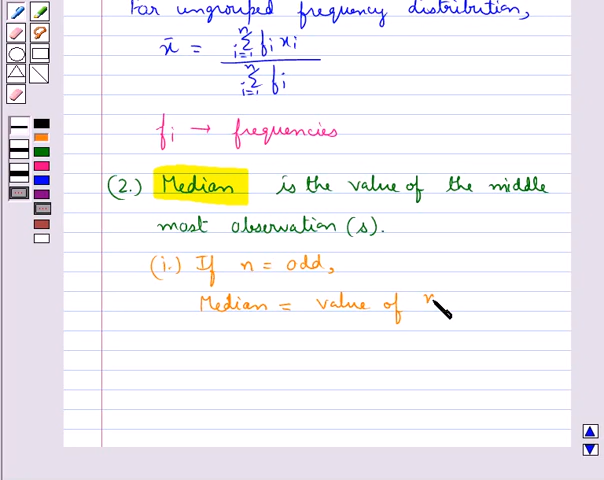 For ungrouped frequency distribution,
x̄ = n∑i=i fi xi / n∑i=i fi
fi → frequencies
(2.) Median is the value of the middle
most observation (s).
(i.) If n = odd,
Median = value of